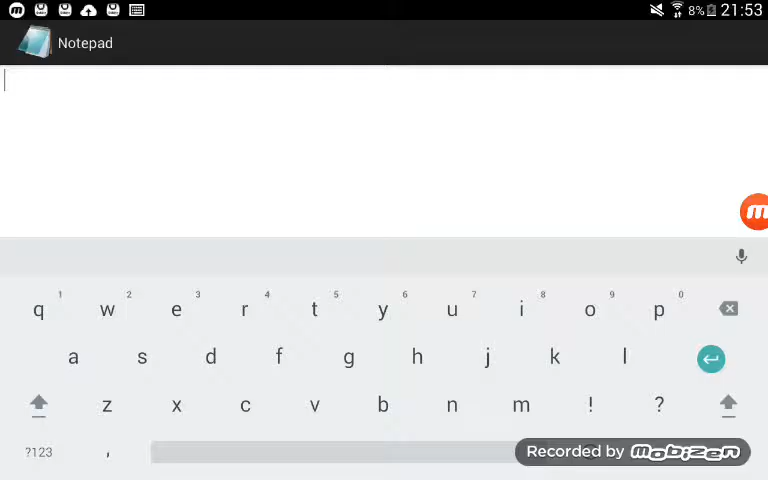 8% 21:53
Notepad
q 1 w 2 e 3 r 4 t 5 y 6 u 7 i 8 o 9 p 0
a s d f g h j k l
z x c v b n m ! ?
?123 , Recorded by mobizen